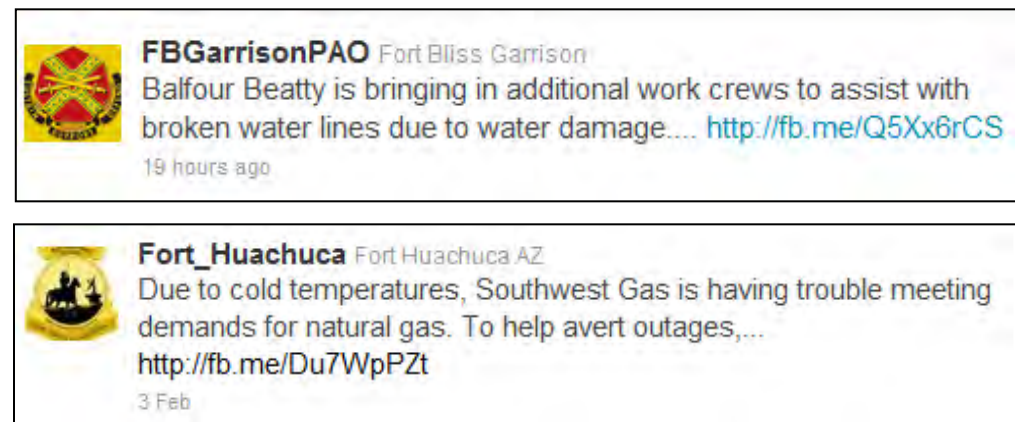 FBGarrisonPAO Fort Bliss Garrison
Balfour Beatty is bringing in additional work crews to assist with
broken water lines due to water damage.... http://fb.me/Q5Xx6rCS
19 hours ago
Fort_Huachuca Fort Huachuca AZ
Due to cold temperatures, Southwest Gas is having trouble meeting
demands for natural gas. To help avert outages,...
http://fb.me/Du7WpPZt
3 Feb